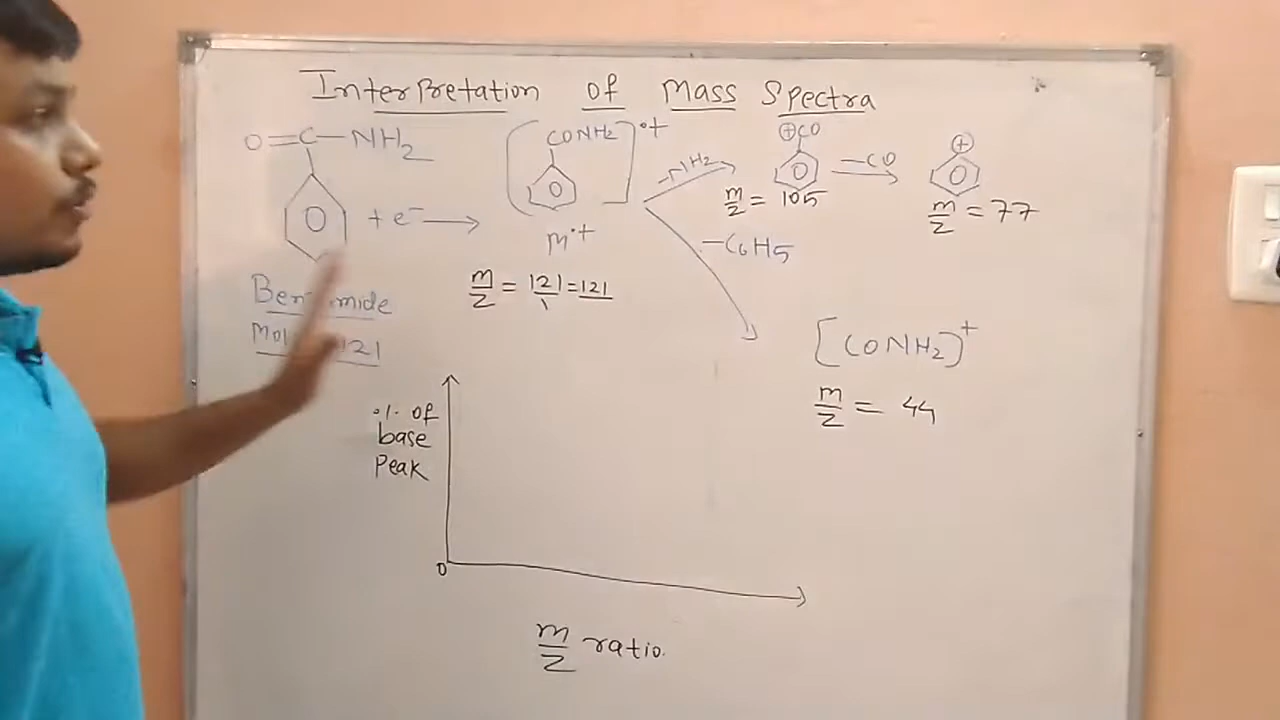 Interpretation of Mass Spectra
O=C—NH2
+ e- →
[CONH2]•+
M•+
m/z = 121/1 = 121
-NH2
⊕CO
m/z = 105
-CO
⊕
m/z = 77
-C6H5
[CONH2]+
m/z = 44
121
% of
base
Peak
0
m/z ratio